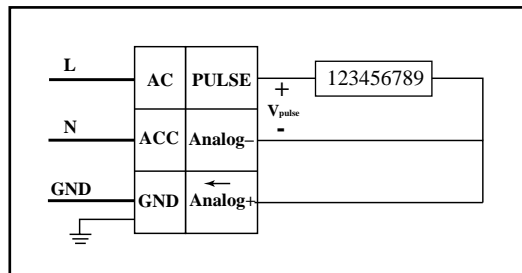 L
AC
PULSE
123456789
+
Vpulse
-
N
ACC
Analog–
GND
GND
Analog+